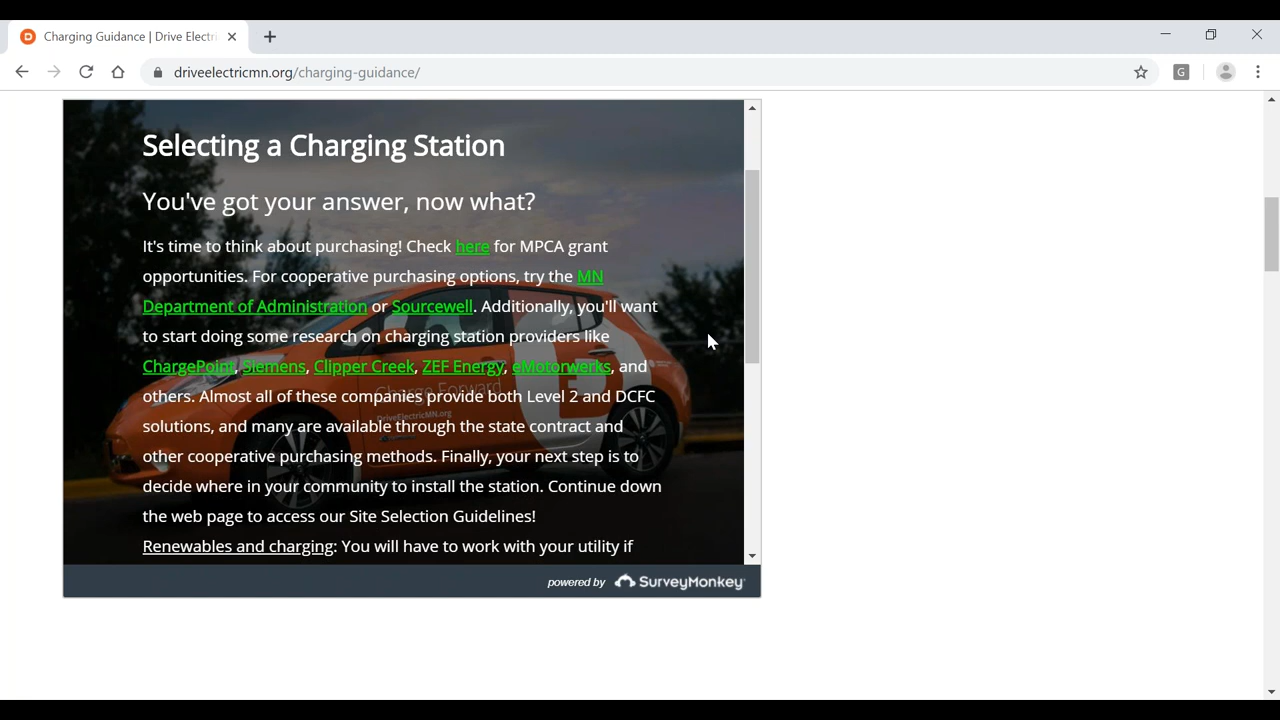 Charging Guidance | Drive Electri
driveelectricmn.org/charging-guidance/
G
Selecting a Charging Station
You've got your answer, now what?
It's time to think about purchasing! Check here for MPCA grant
opportunities. For cooperative purchasing options, try the MN
Department of Administration or Sourcewell. Additionally, you'll want
to start doing some research on charging station providers like
ChargePoint, Siemens, Clipper Creek, ZEF Energy, eMotorwerks, and
others. Almost all of these companies provide both Level 2 and DCFC
solutions, and many are available through the state contract and
other cooperative purchasing methods. Finally, your next step is to
decide where in your community to install the station. Continue down
the web page to access our Site Selection Guidelines!
Renewables and charging: You will have to work with your utility if
Charge Forward
DriveElectricMN.org
powered by SurveyMonkey